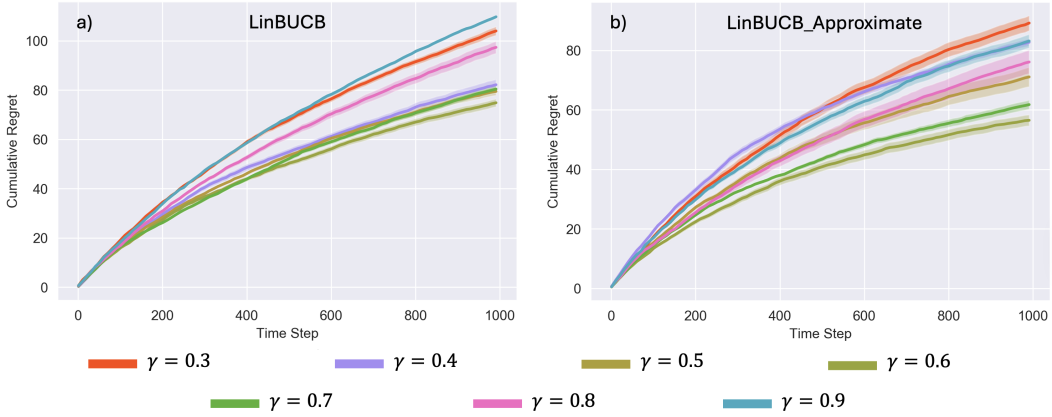 a) LinBUCB
Cumulative Regret
100
80
60
40
20
0
0 200 400 600 800 1000
Time Step
b) LinBUCB_Approximate
Cumulative Regret
80
60
40
20
0
0 200 400 600 800 1000
Time Step
γ = 0.3 γ = 0.4 γ = 0.5 γ = 0.6
γ = 0.7 γ = 0.8 γ = 0.9